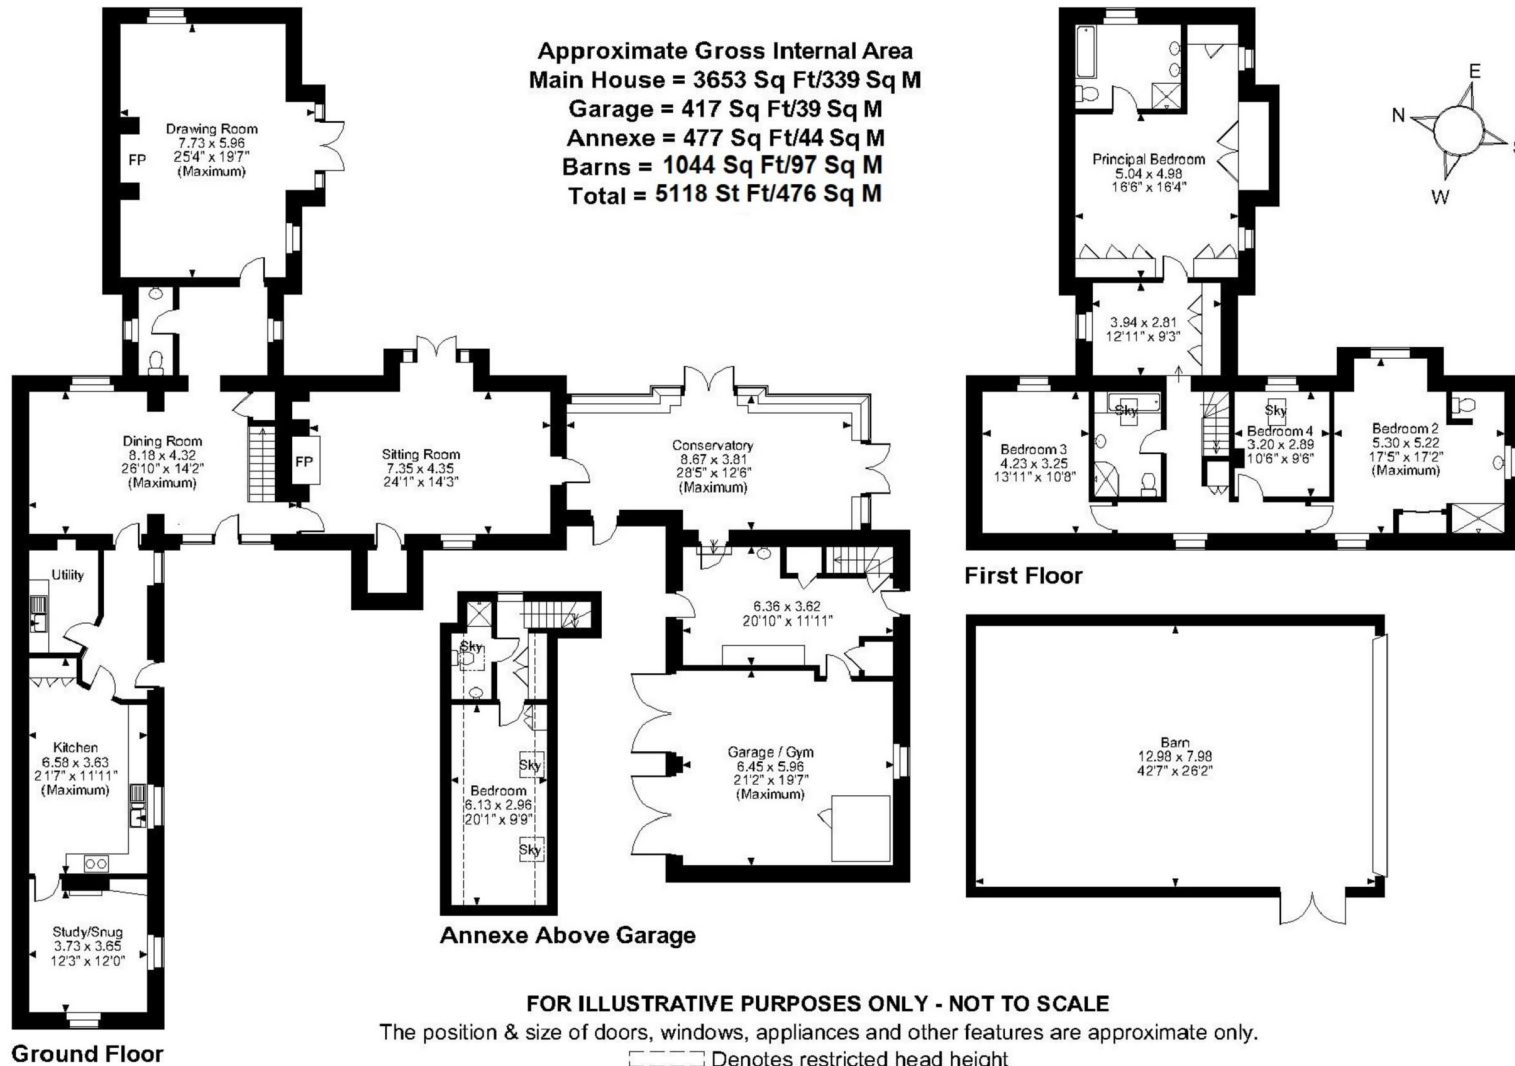 Approximate Gross Internal Area
Main House = 3653 Sq Ft/339 Sq M
Garage = 417 Sq Ft/39 Sq M
Annexe = 477 Sq Ft/44 Sq M
Barns = 1044 Sq Ft/97 Sq M
Total = 5118 St Ft/476 Sq M
Drawing Room
7.73 x 5.96
25'4" x 19'7"
(Maximum)
FP
Dining Room
8.18 x 4.32
26'10" x 14'2"
(Maximum)
FP
Sitting Room
7.35 x 4.35
24'1" x 14'3"
Conservatory
8.67 x 3.81
28'5" x 12'6"
(Maximum)
Utility
Kitchen
6.58 x 3.63
21'7" x 11'11"
(Maximum)
Study/Snug
3.73 x 3.65
12'3" x 12'0"
Ground Floor
6.36 x 3.62
20'10" x 11'11"
Garage / Gym
6.45 x 5.96
21'2" x 19'7"
(Maximum)
Sky
Sky
Bedroom
6.13 x 2.96
20'1" x 9'9"
Sky
Annexe Above Garage
Principal Bedroom
5.04 x 4.98
16'6" x 16'4"
3.94 x 2.81
12'11" x 9'3"
Bedroom 3
4.23 x 3.25
13'11" x 10'8"
Sky
Sky
Bedroom 4
3.20 x 2.89
10'6" x 9'6"
Bedroom 2
5.30 x 5.22
17'5" x 17'2"
(Maximum)
First Floor
E
N
S
W
Barn
12.98 x 7.98
42'7" x 26'2"
FOR ILLUSTRATIVE PURPOSES ONLY - NOT TO SCALE
The position & size of doors, windows, appliances and other features are approximate only.
Denotes restricted head height